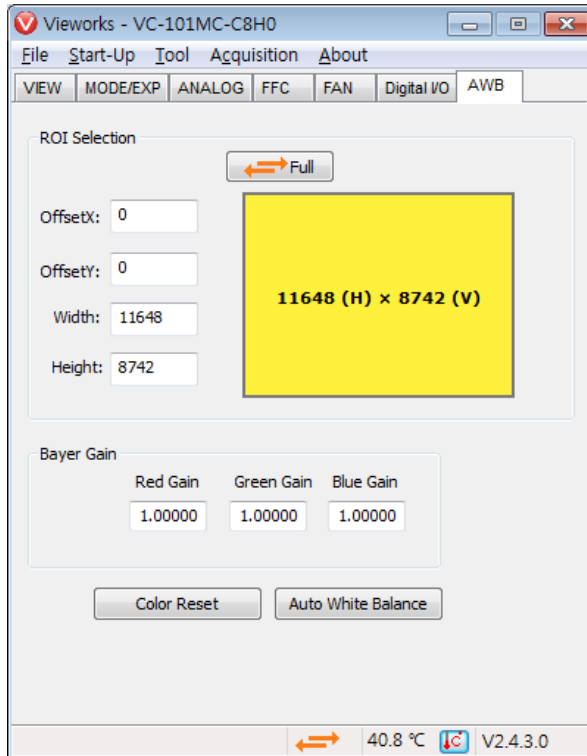 Vieworks - VC-101MC-C8H0
File Start-Up Tool Acquisition About
VIEW MODE/EXP ANALOG FFC FAN Digital I/O AWB
ROI Selection
Full
OffsetX: 0
OffsetY: 0
Width: 11648
Height: 8742
11648 (H) × 8742 (V)
Bayer Gain
Red Gain Green Gain Blue Gain
1.00000 1.00000 1.00000
Color Reset Auto White Balance
40.8 ℃ C V2.4.3.0